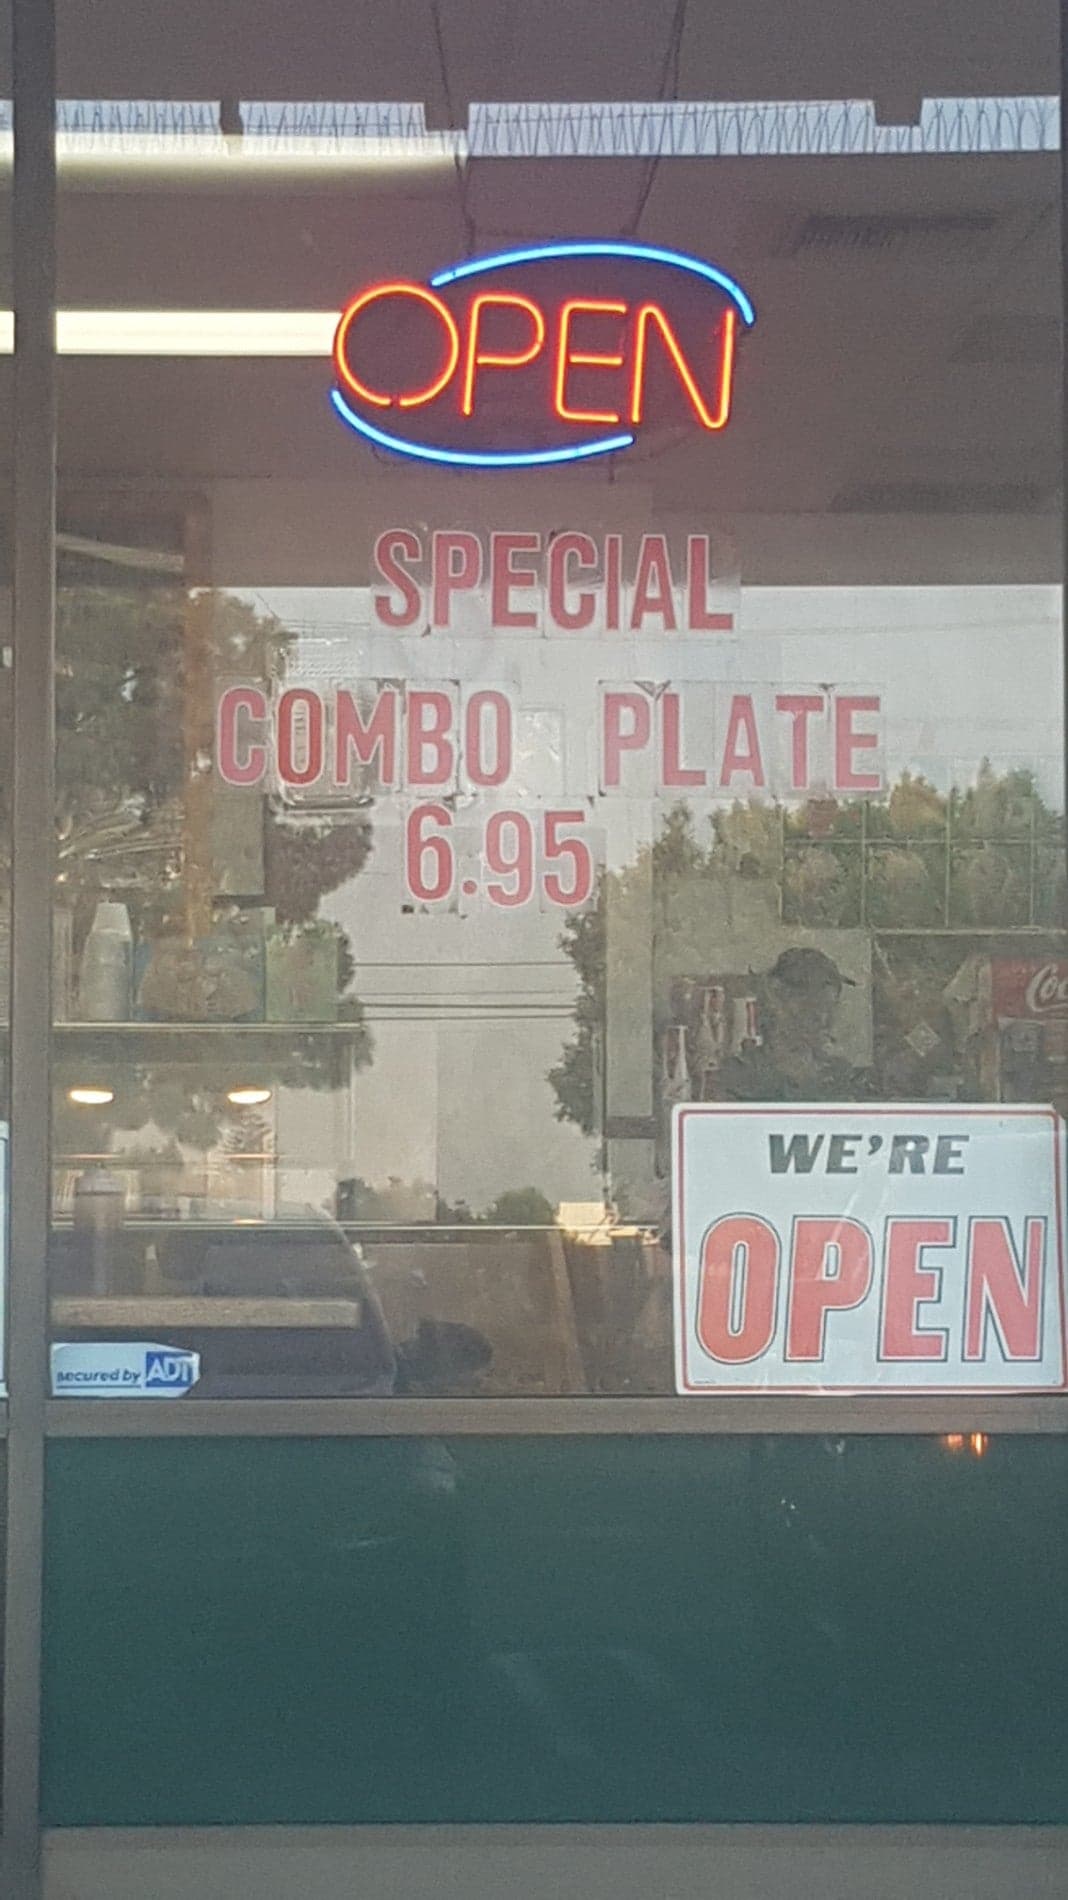 OPEN
SPECIAL
COMBO PLATE
6.95
WE'RE
OPEN
secured by ADT